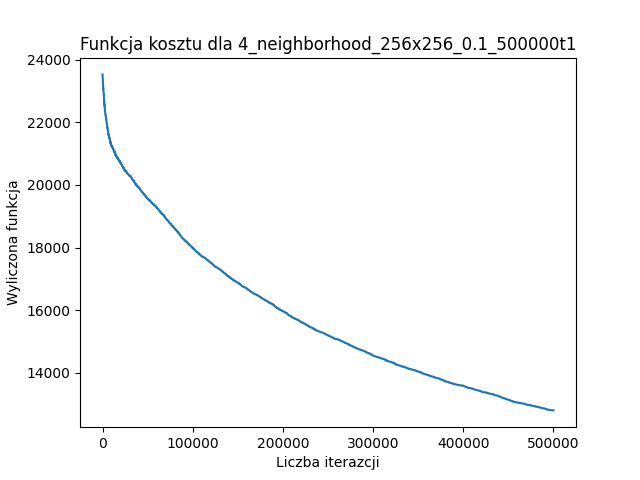 Funkcja kosztu dla 4_neighborhood_256x256_0.1_500000t1
24000
22000
20000
18000
16000
14000
Wyliczona funkcja
0 100000 200000 300000 400000 500000
Liczba iterazcji